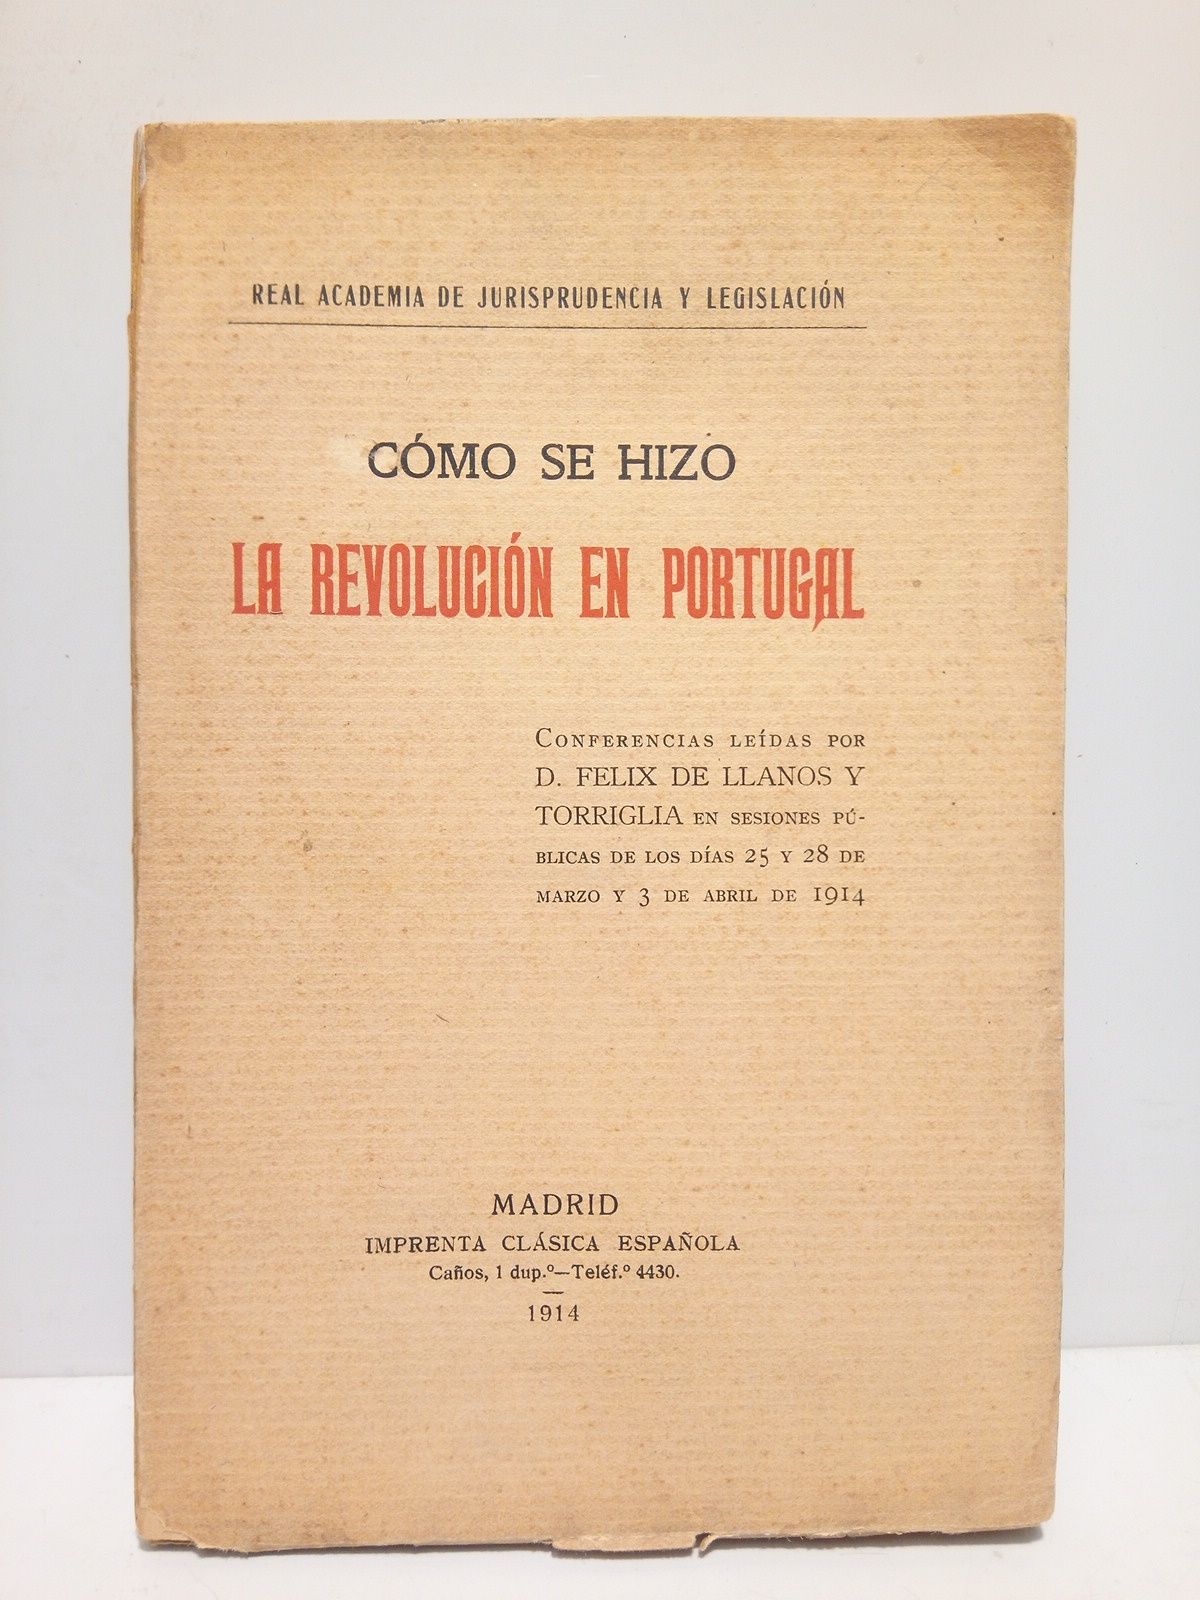 REAL ACADEMIA DE JURISPRUDENCIA Y LEGISLACIÓN
CÓMO SE HIZO
LA REVOLUCIÓN EN PORTUGAL
CONFERENCIAS LEÍDAS POR
D. FELIX DE LLANOS Y
TORRIGLIA EN SESIONES PÚ-
BLICAS DE LOS DÍAS 25 Y 28 DE
MARZO Y 3 DE ABRIL DE 1914
MADRID
IMPRENTA CLÁSICA ESPAÑOLA
Caños, 1 dup.º—Teléf.º 4430.
1914